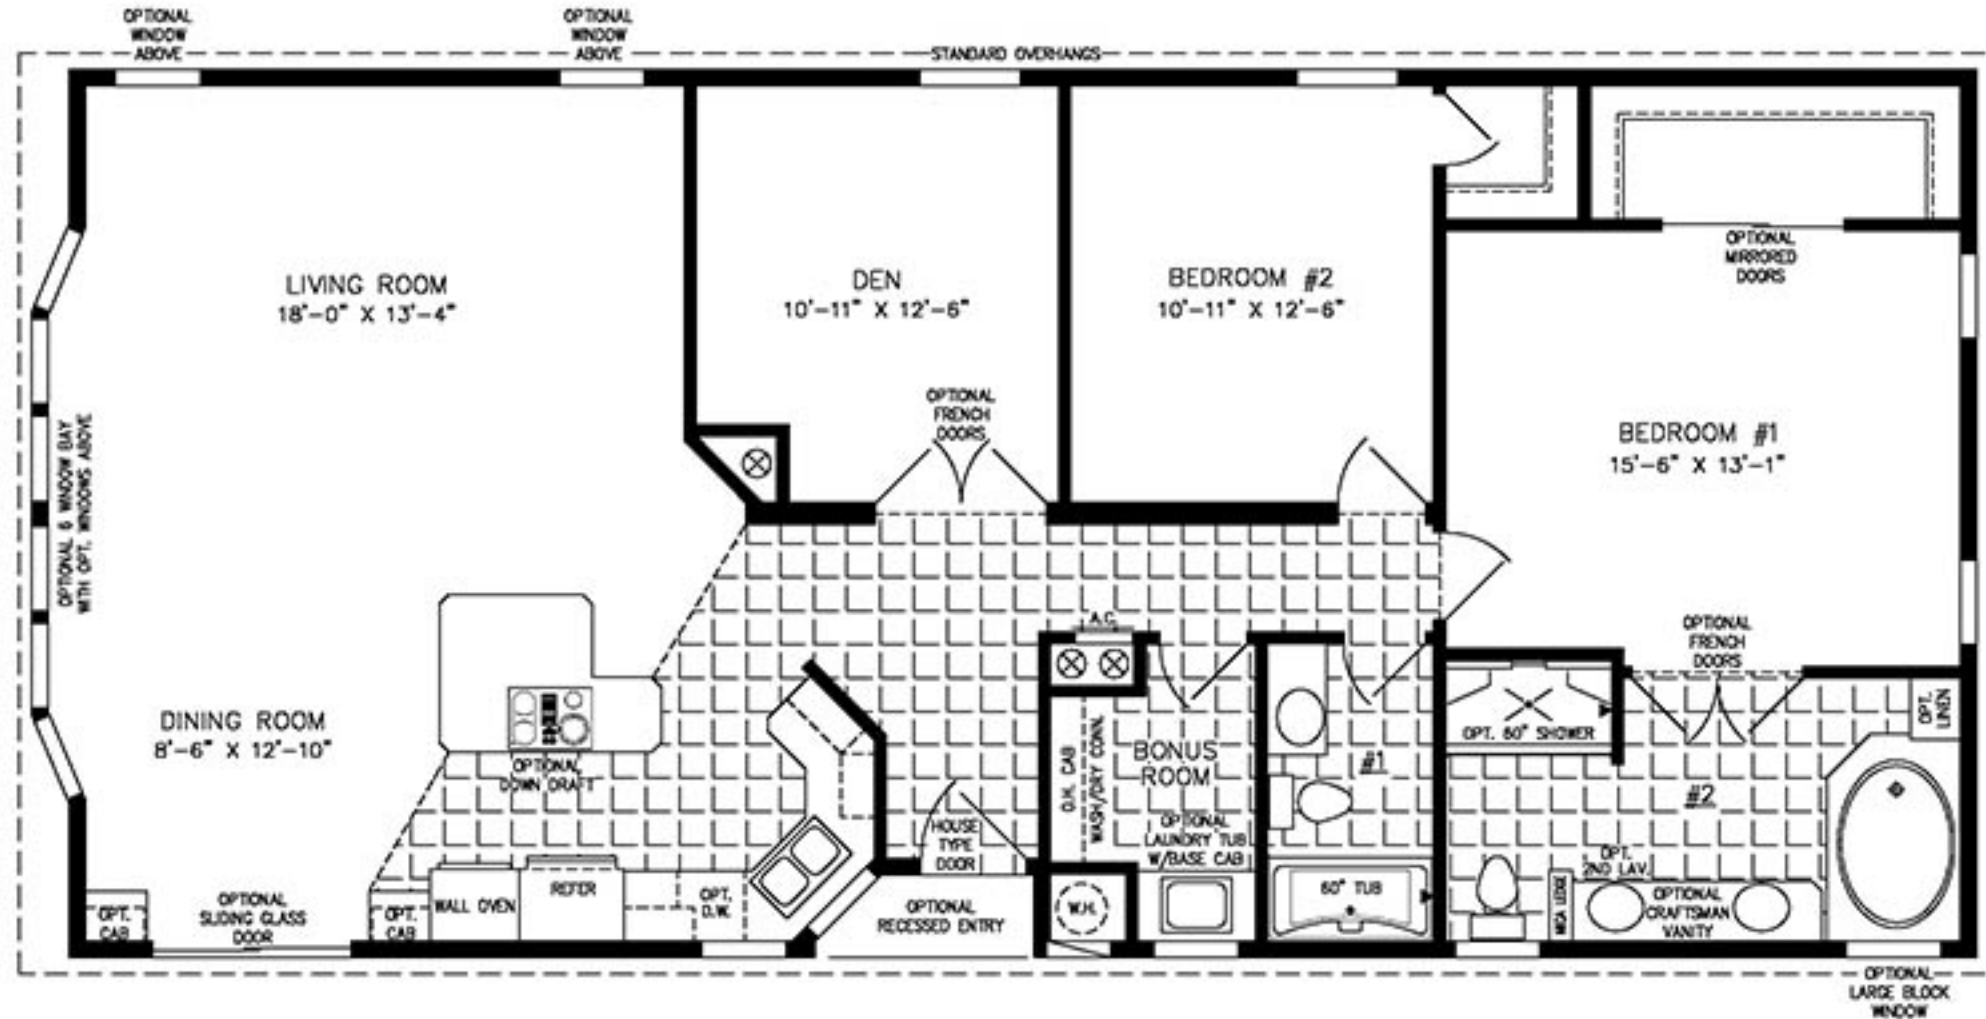 OPTIONAL
WINDOW
ABOVE
OPTIONAL
WINDOW
ABOVE
STANDARD OVERHANGS
LIVING ROOM
18'-0" X 13'-4"
DEN
10'-11" X 12'-6"
BEDROOM #2
10'-11" X 12'-6"
OPTIONAL
MIRRORED
DOORS
OPTIONAL
FRENCH
DOORS
BEDROOM #1
15'-6" X 13'-1"
OPTIONAL 6 WINDOW BAY
WITH OPT. WINDOWS ABOVE
A.C.
OPTIONAL
FRENCH
DOORS
DINING ROOM
8'-6" X 12'-10"
OPTIONAL
DOWN DRAFT
O.H. CAB
WASH/DRY CONN.
BONUS
ROOM
#1
OPT. 60" SHOWER
OPT.
LINEN
#2
HOUSE
TYPE
DOOR
OPTIONAL
LAUNDRY TUB
W/BASE CAB
OPT.
2ND LAV.
OPT.
CAB
OPTIONAL
SLIDING GLASS
DOOR
OPT.
CAB
WALL OVEN
REFER
OPT.
D.W.
OPTIONAL
RECESSED ENTRY
W.H.
60" TUB
MICA LEDGE
OPTIONAL
CRAFTSMAN
VANITY
OPTIONAL
LARGE BLOCK
WINDOW